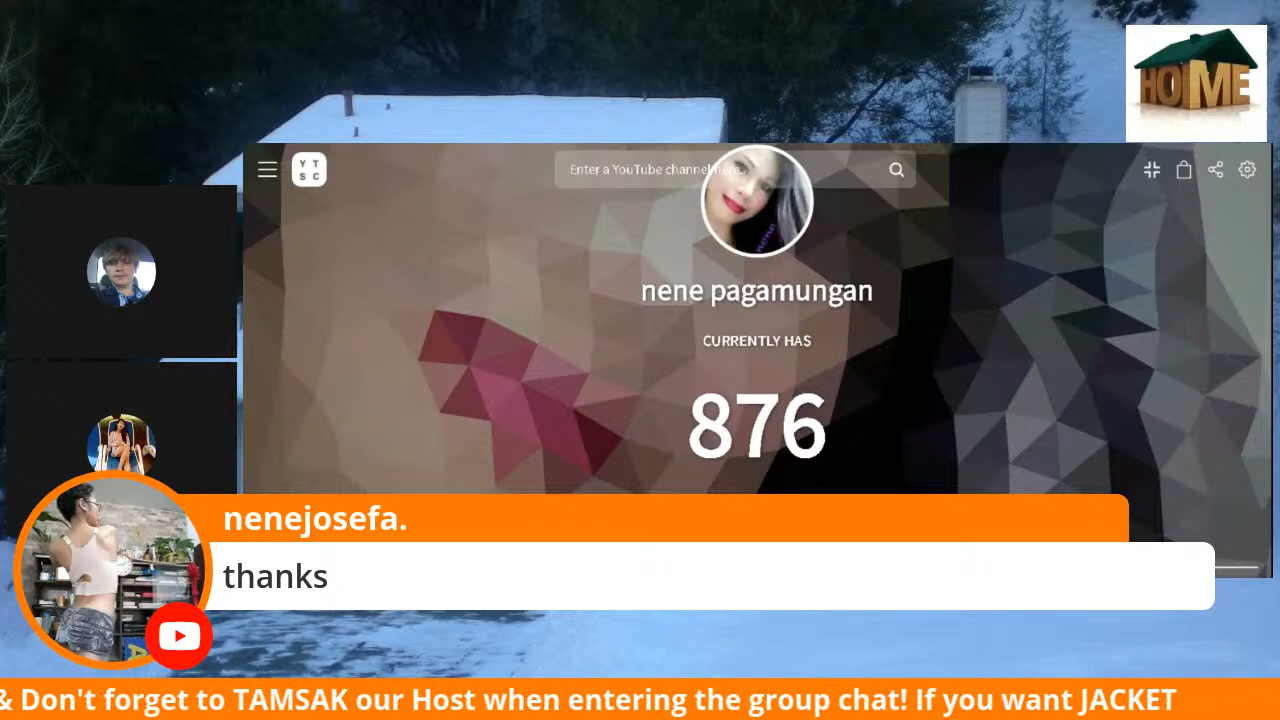 HOME
Y T
S C
Enter a YouTube channel
nene
nene pagamungan
CURRENTLY HAS
876
nenejosefa.
thanks
& Don't forget to TAMSAK our Host when entering the group chat! If you want JACKET